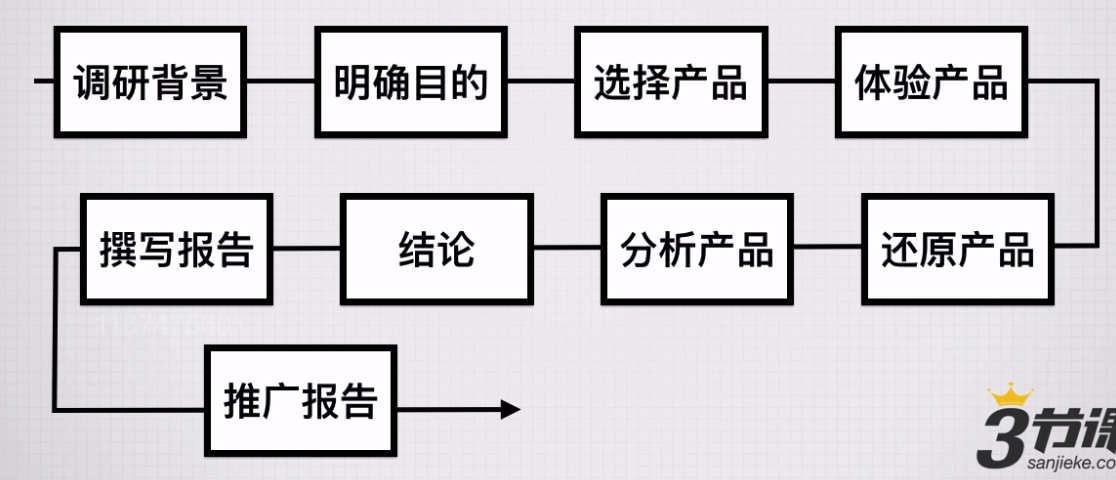 调研背景
明确目的
选择产品
体验产品
撰写报告
结论
分析产品
还原产品
推广报告
3节课
sanjieke.co